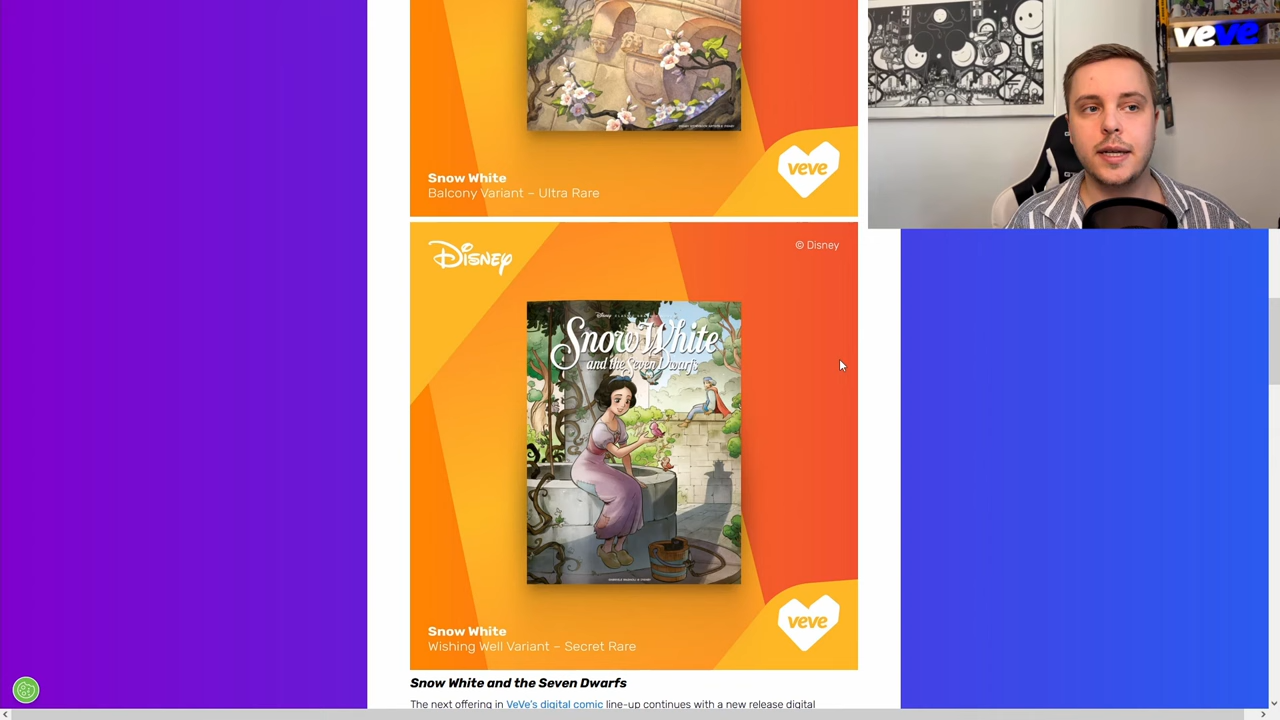 veve
Snow White
Balcony Variant – Ultra Rare
veve
Disney
© Disney
Snow White
and the Seven Dwarfs
Snow White
Wishing Well Variant – Secret Rare
veve
Snow White and the Seven Dwarfs
The next offering in VeVe's digital comic line-up continues with a new release digital